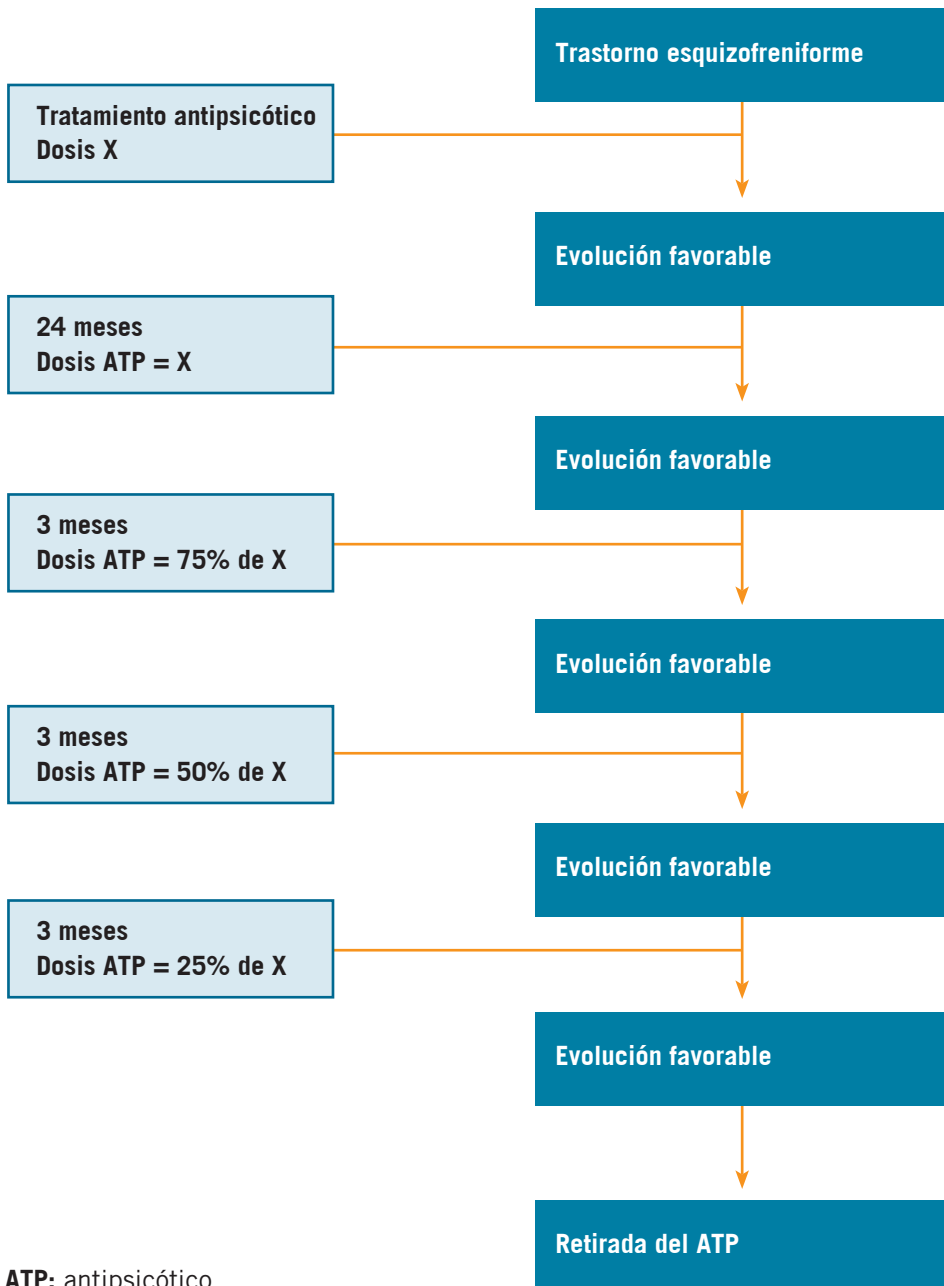 Trastorno esquizofreniforme
Tratamiento antipsicótico
Dosis X
Evolución favorable
24 meses
Dosis ATP = X
Evolución favorable
3 meses
Dosis ATP = 75% de X
Evolución favorable
3 meses
Dosis ATP = 50% de X
Evolución favorable
3 meses
Dosis ATP = 25% de X
Evolución favorable
Retirada del ATP
ATP: antipsicótico